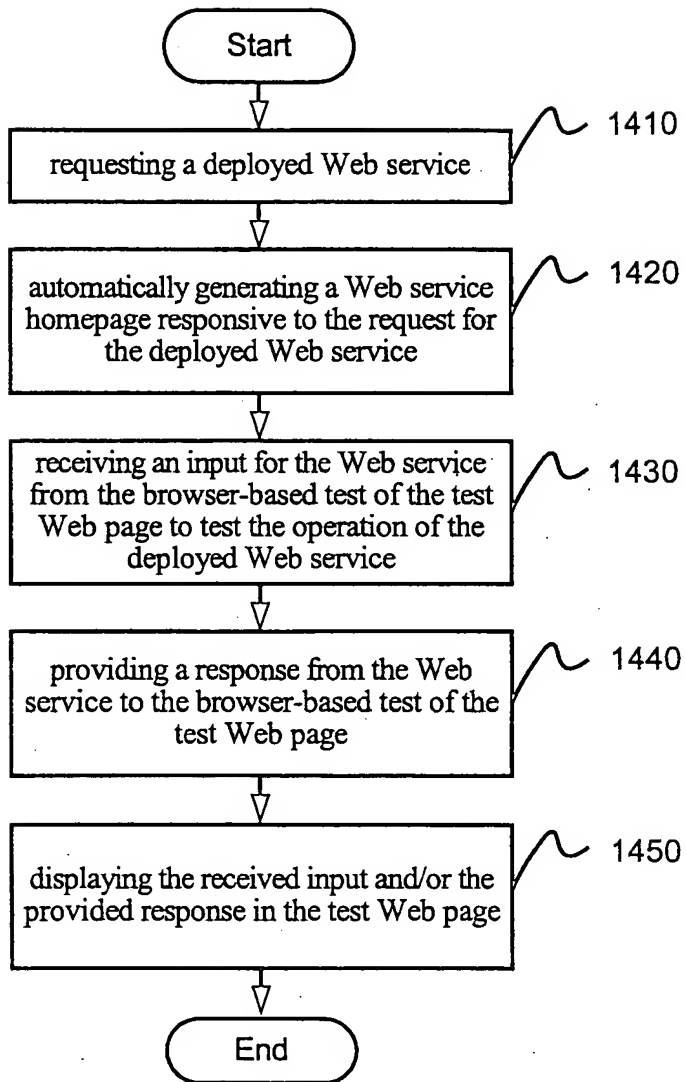 Start
requesting a deployed Web service
1410
automatically generating a Web service
homepage responsive to the request for
the deployed Web service
1420
receiving an input for the Web service
from the browser-based test of the test
Web page to test the operation of the
deployed Web service
1430
providing a response from the Web
service to the browser-based test of the
test Web page
1440
displaying the received input and/or the
provided response in the test Web page
1450
End